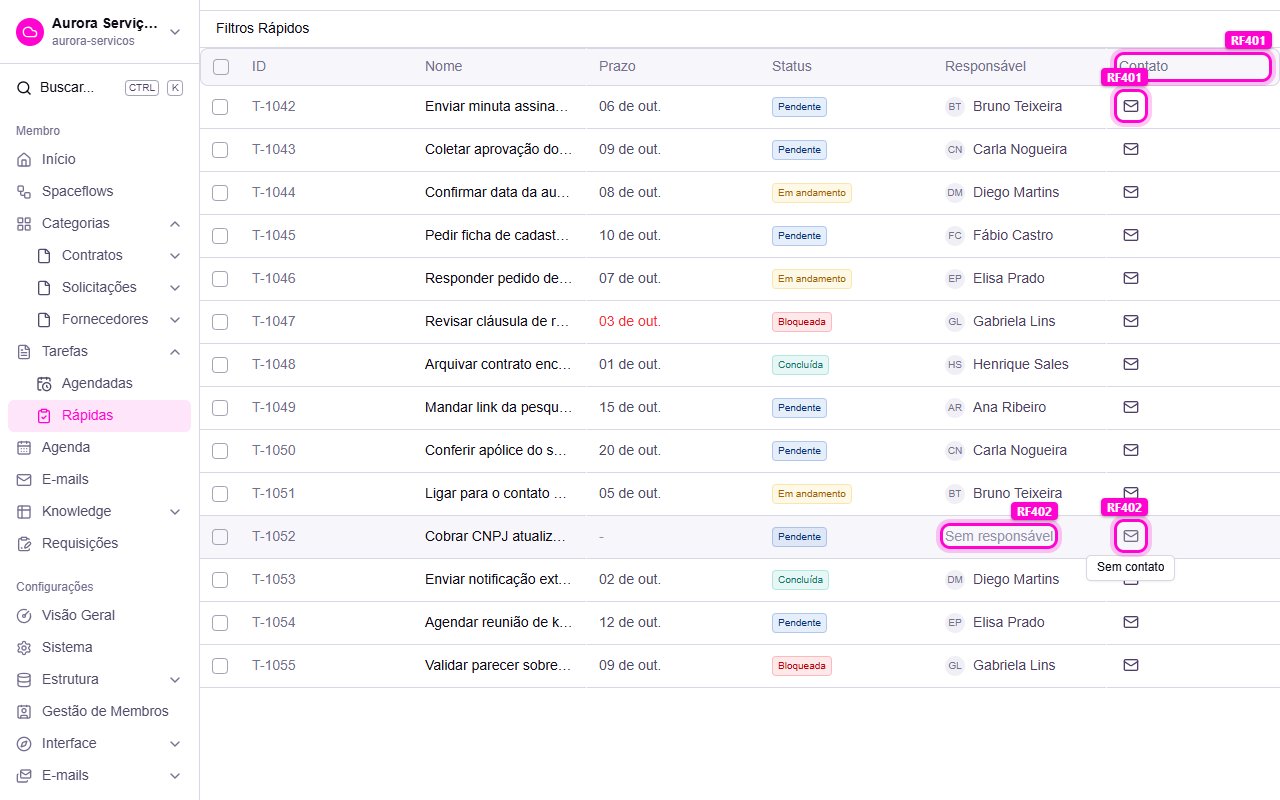 Aurora Serviç...
aurora-servicos
Buscar... CTRL K
Membro
Início
Spaceflows
Categorias
Contratos
Solicitações
Fornecedores
Tarefas
Agendadas
Rápidas
Agenda
E-mails
Knowledge
Requisições
Configurações
Visão Geral
Sistema
Estrutura
Gestão de Membros
Interface
E-mails
Filtros Rápidos
RF401
ID Nome Prazo Status Responsável Contato
RF401
T-1042 Enviar minuta assina... 06 de out. Pendente BT Bruno Teixeira
T-1043 Coletar aprovação do... 09 de out. Pendente CN Carla Nogueira
T-1044 Confirmar data da au... 08 de out. Em andamento DM Diego Martins
T-1045 Pedir ficha de cadast... 10 de out. Pendente FC Fábio Castro
T-1046 Responder pedido de... 07 de out. Em andamento EP Elisa Prado
T-1047 Revisar cláusula de r... 03 de out. Bloqueada GL Gabriela Lins
T-1048 Arquivar contrato enc... 01 de out. Concluída HS Henrique Sales
T-1049 Mandar link da pesqu... 15 de out. Pendente AR Ana Ribeiro
T-1050 Conferir apólice do s... 20 de out. Pendente CN Carla Nogueira
T-1051 Ligar para o contato ... 05 de out. Em andamento BT Bruno Teixeira
RF402 RF402
T-1052 Cobrar CNPJ atualiz... - Pendente Sem responsável
Sem contato
T-1053 Enviar notificação ext... 02 de out. Concluída DM Diego Martins
T-1054 Agendar reunião de k... 12 de out. Pendente EP Elisa Prado
T-1055 Validar parecer sobre... 09 de out. Bloqueada GL Gabriela Lins